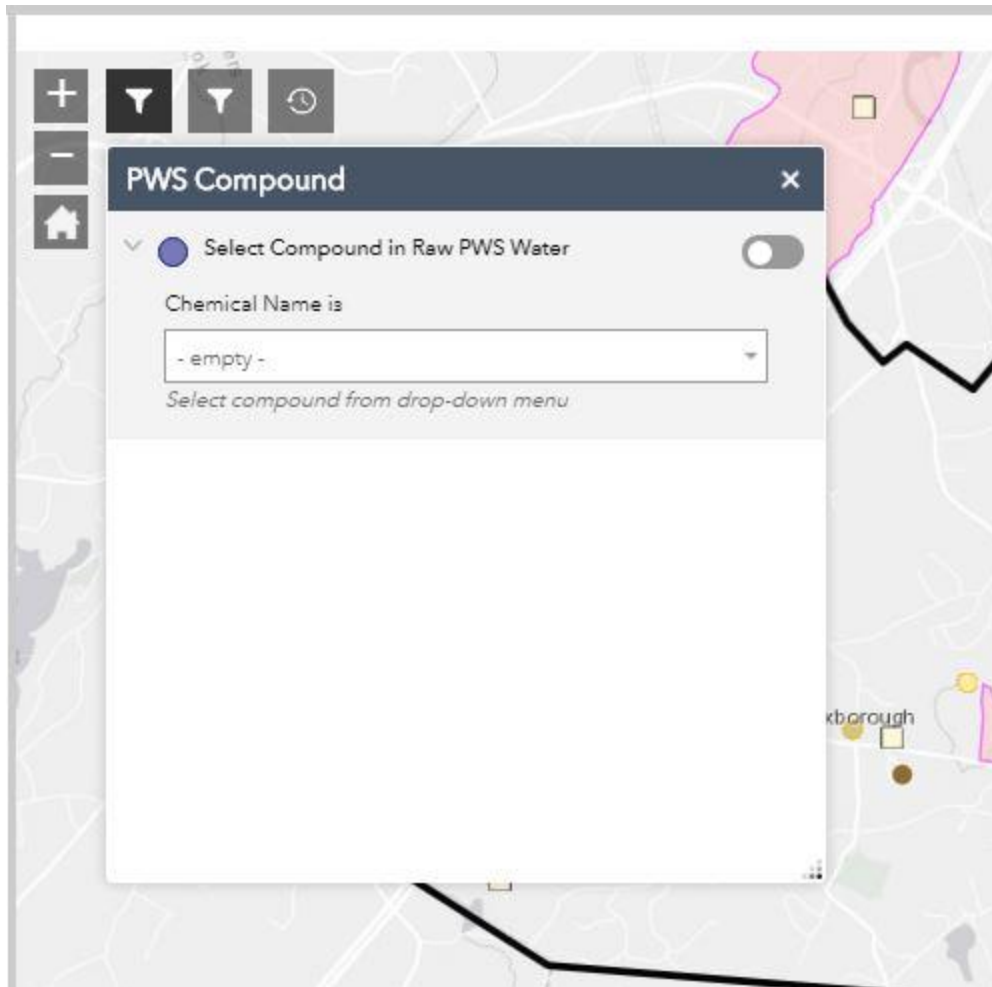 PWS Compound
Select Compound in Raw PWS Water
Chemical Name is
- empty -
Select compound from drop-down menu
xborough